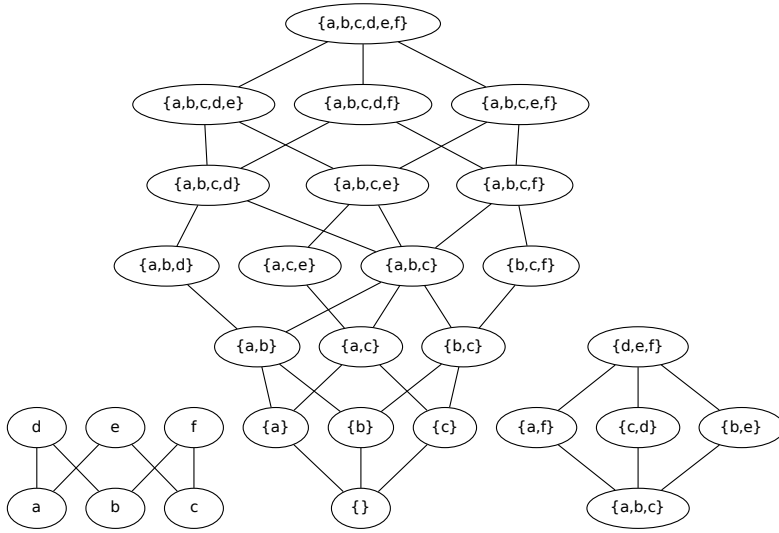 {a,b,c,d,e,f}
{a,b,c,d,e} {a,b,c,d,f} {a,b,c,e,f}
{a,b,c,d} {a,b,c,e} {a,b,c,f}
{a,b,d} {a,c,e} {a,b,c} {b,c,f}
{a,b} {a,c} {b,c} {d,e,f}
d e f {a} {b} {c} {a,f} {c,d} {b,e}
a b c {} {a,b,c}